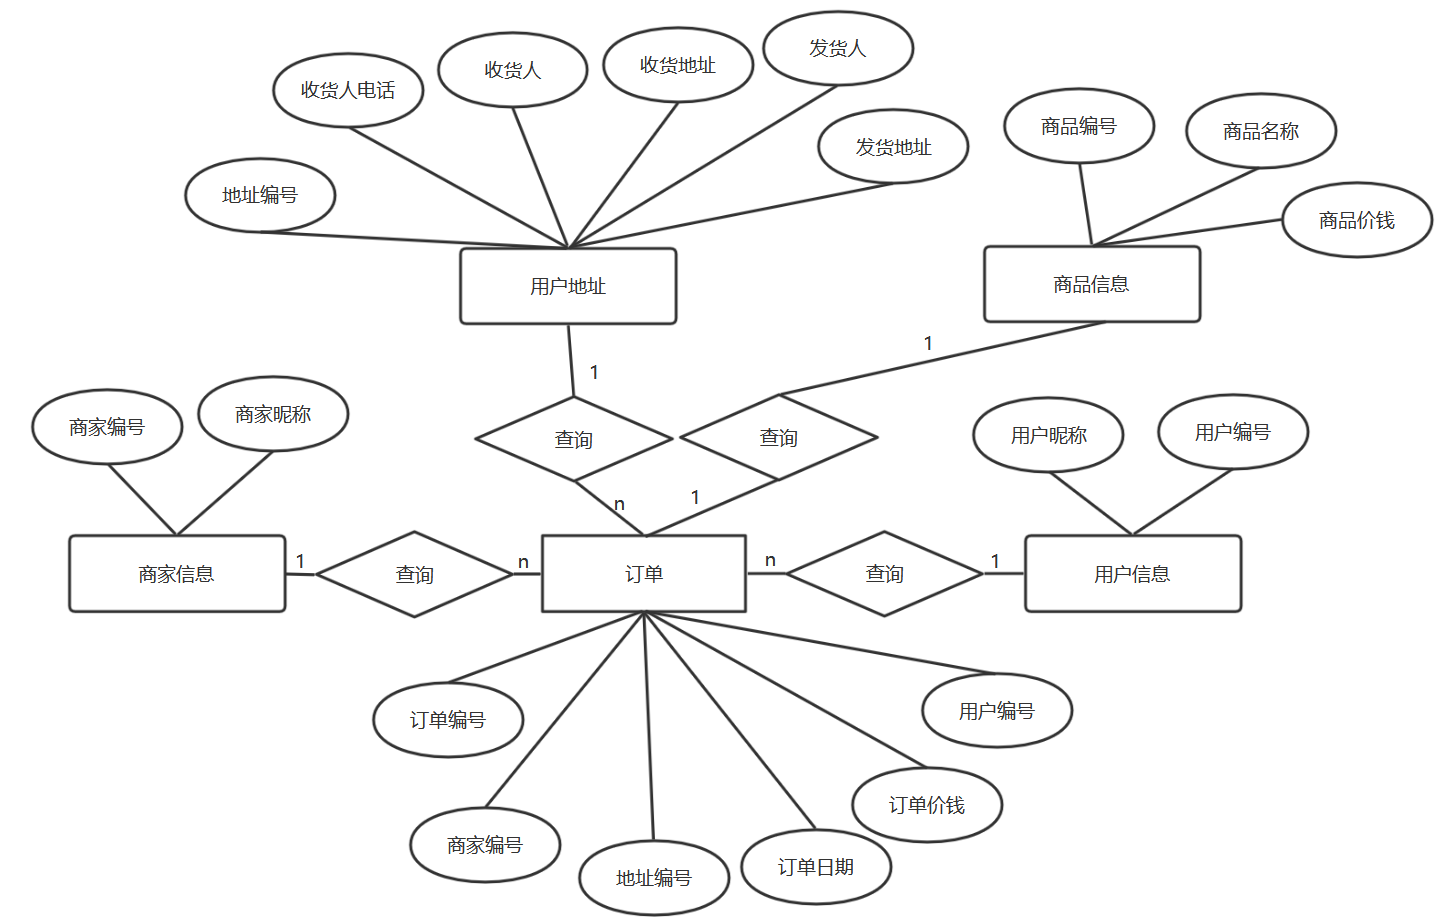 发货人
收货人
收货地址
收货人电话
发货地址
商品编号
商品名称
地址编号
商品价钱
用户地址
商品信息
1
1
商家编号
商家昵称
查询
查询
用户昵称
用户编号
n
1
商家信息
1
查询
n
订单
n
查询
1
用户信息
订单编号
用户编号
订单价钱
商家编号
地址编号
订单日期